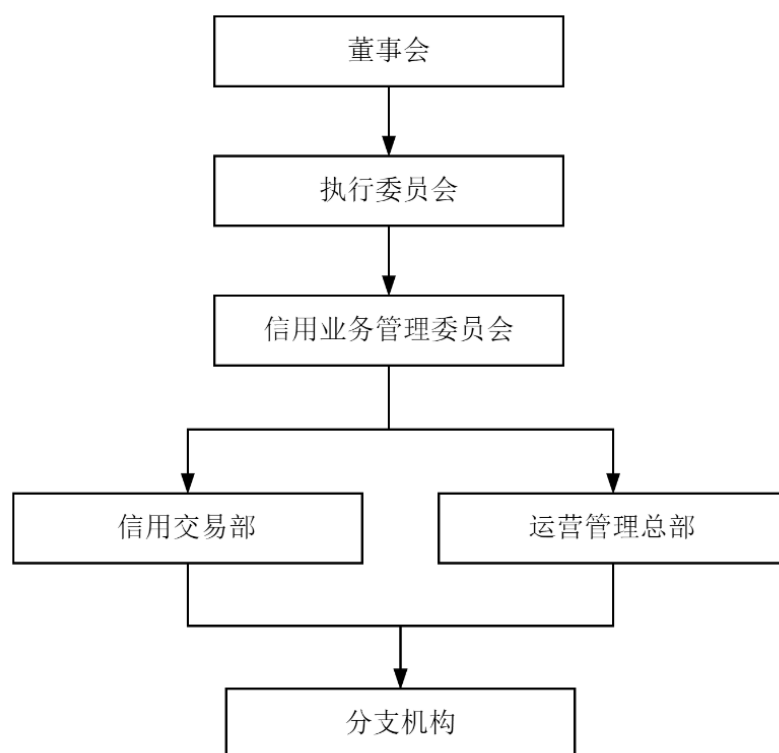 董事会
执行委员会
信用业务管理委员会
信用交易部
运营管理总部
分支机构